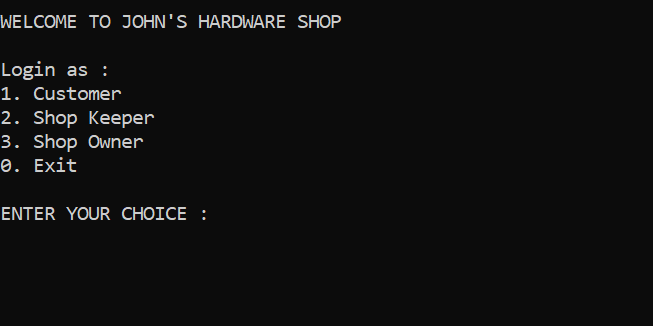 WELCOME TO JOHN'S HARDWARE SHOP
Login as :
1. Customer
2. Shop Keeper
3. Shop Owner
0. Exit
ENTER YOUR CHOICE :